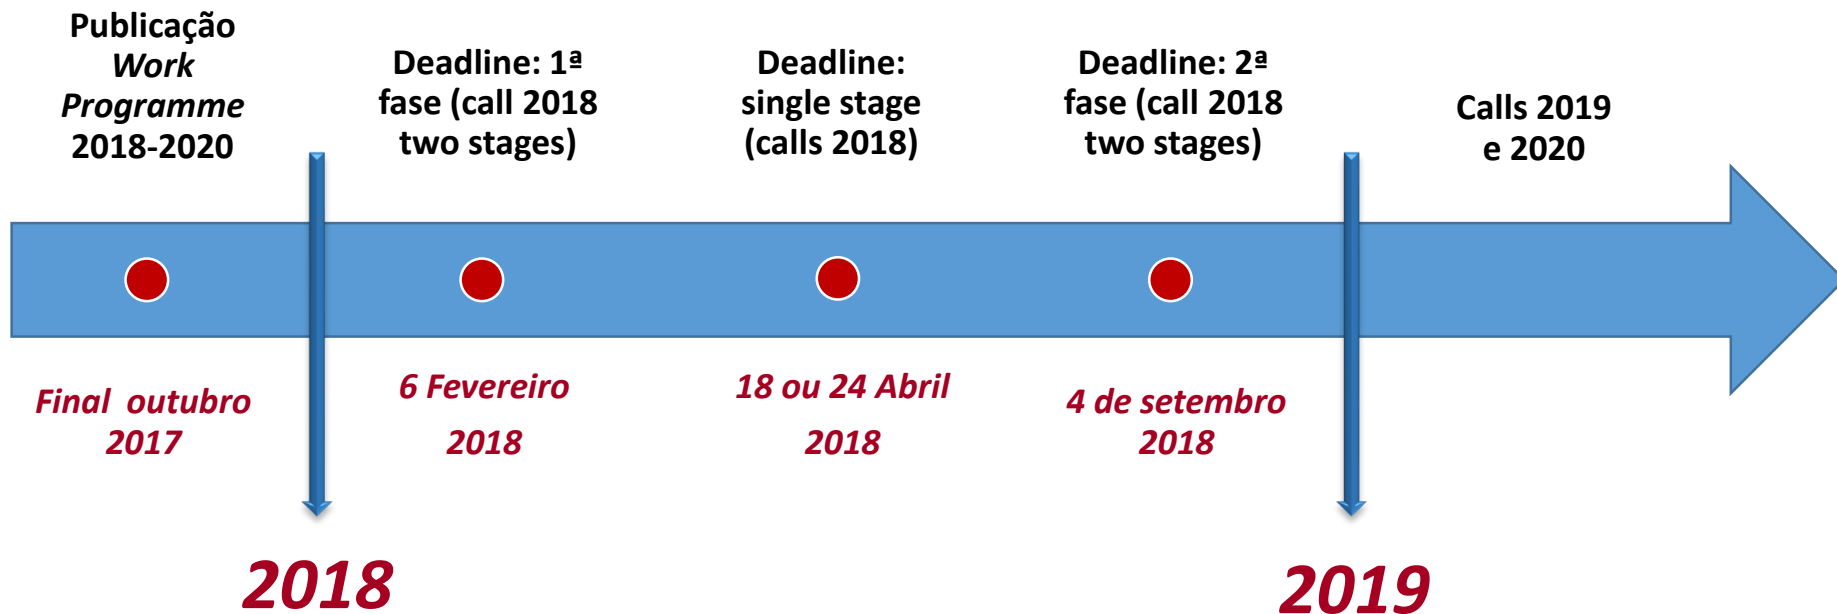 Publicação
Work
Programme
2018-2020
Deadline: 1ª
fase (call 2018
two stages)
Deadline:
single stage
(calls 2018)
Deadline: 2ª
fase (call 2018
two stages)
Calls 2019
e 2020
Final outubro
2017
6 Fevereiro
2018
18 ou 24 Abril
2018
4 de setembro
2018
2018
2019